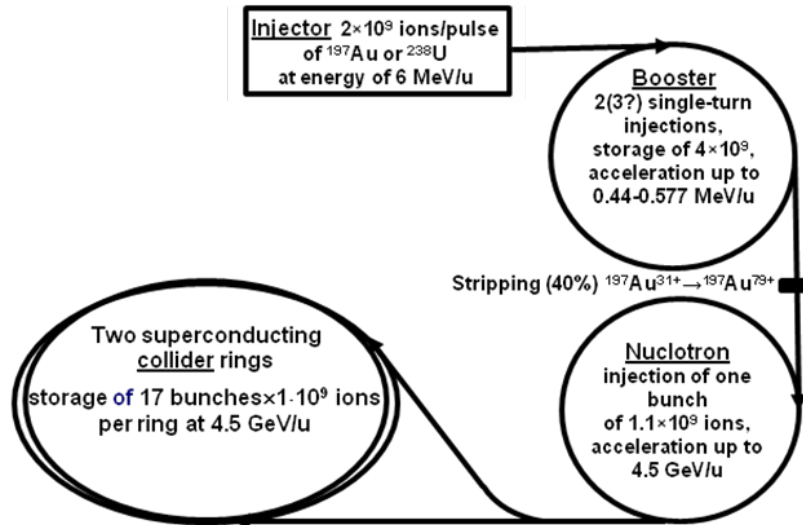 Injector 2×10⁹ ions/pulse
of ¹⁹⁷Au or ²³⁸U
at energy of 6 MeV/u
Booster
2(3?) single-turn
injections,
storage of 4×10⁹,
acceleration up to
0.44-0.577 MeV/u
Stripping (40%) ¹⁹⁷Au³¹⁺→¹⁹⁷Au⁷⁹⁺
Two superconducting
collider rings
storage of 17 bunches×1·10⁹ ions
per ring at 4.5 GeV/u
Nuclotron
injection of one
bunch
of 1.1×10⁹ ions,
acceleration up to
4.5 GeV/u